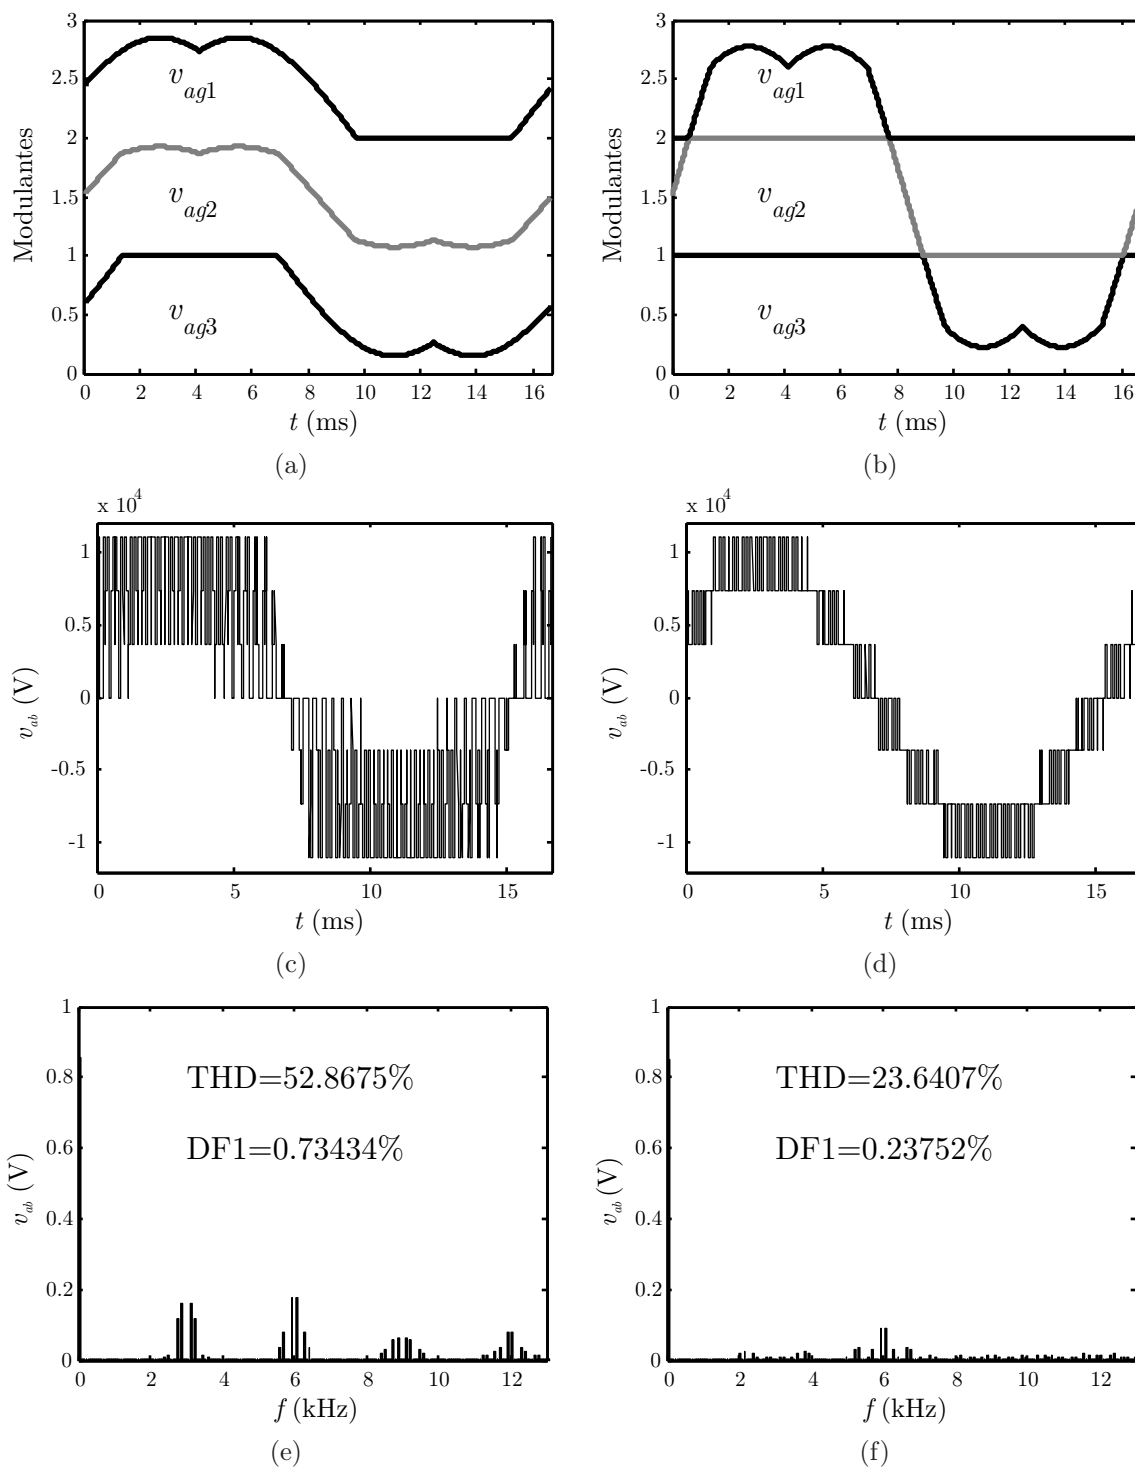 3
2.5
2
1.5
1
0.5
0
Modulantes
v_ag1
v_ag2
v_ag3
0 2 4 6 8 10 12 14 16
t (ms)
(a)
3
2.5
2
1.5
1
0.5
0
Modulantes
v_ag1
v_ag2
v_ag3
0 2 4 6 8 10 12 14 16
t (ms)
(b)
x 10^4
1
0.5
0
-0.5
-1
v_ab (V)
0 5 10 15
t (ms)
(c)
x 10^4
1
0.5
0
-0.5
-1
v_ab (V)
0 5 10 15
t (ms)
(d)
1
0.8
0.6
0.4
0.2
0
v_ab (V)
THD=52.8675%
DF1=0.73434%
0 2 4 6 8 10 12
f (kHz)
(e)
1
0.8
0.6
0.4
0.2
0
v_ab (V)
THD=23.6407%
DF1=0.23752%
0 2 4 6 8 10 12
f (kHz)
(f)